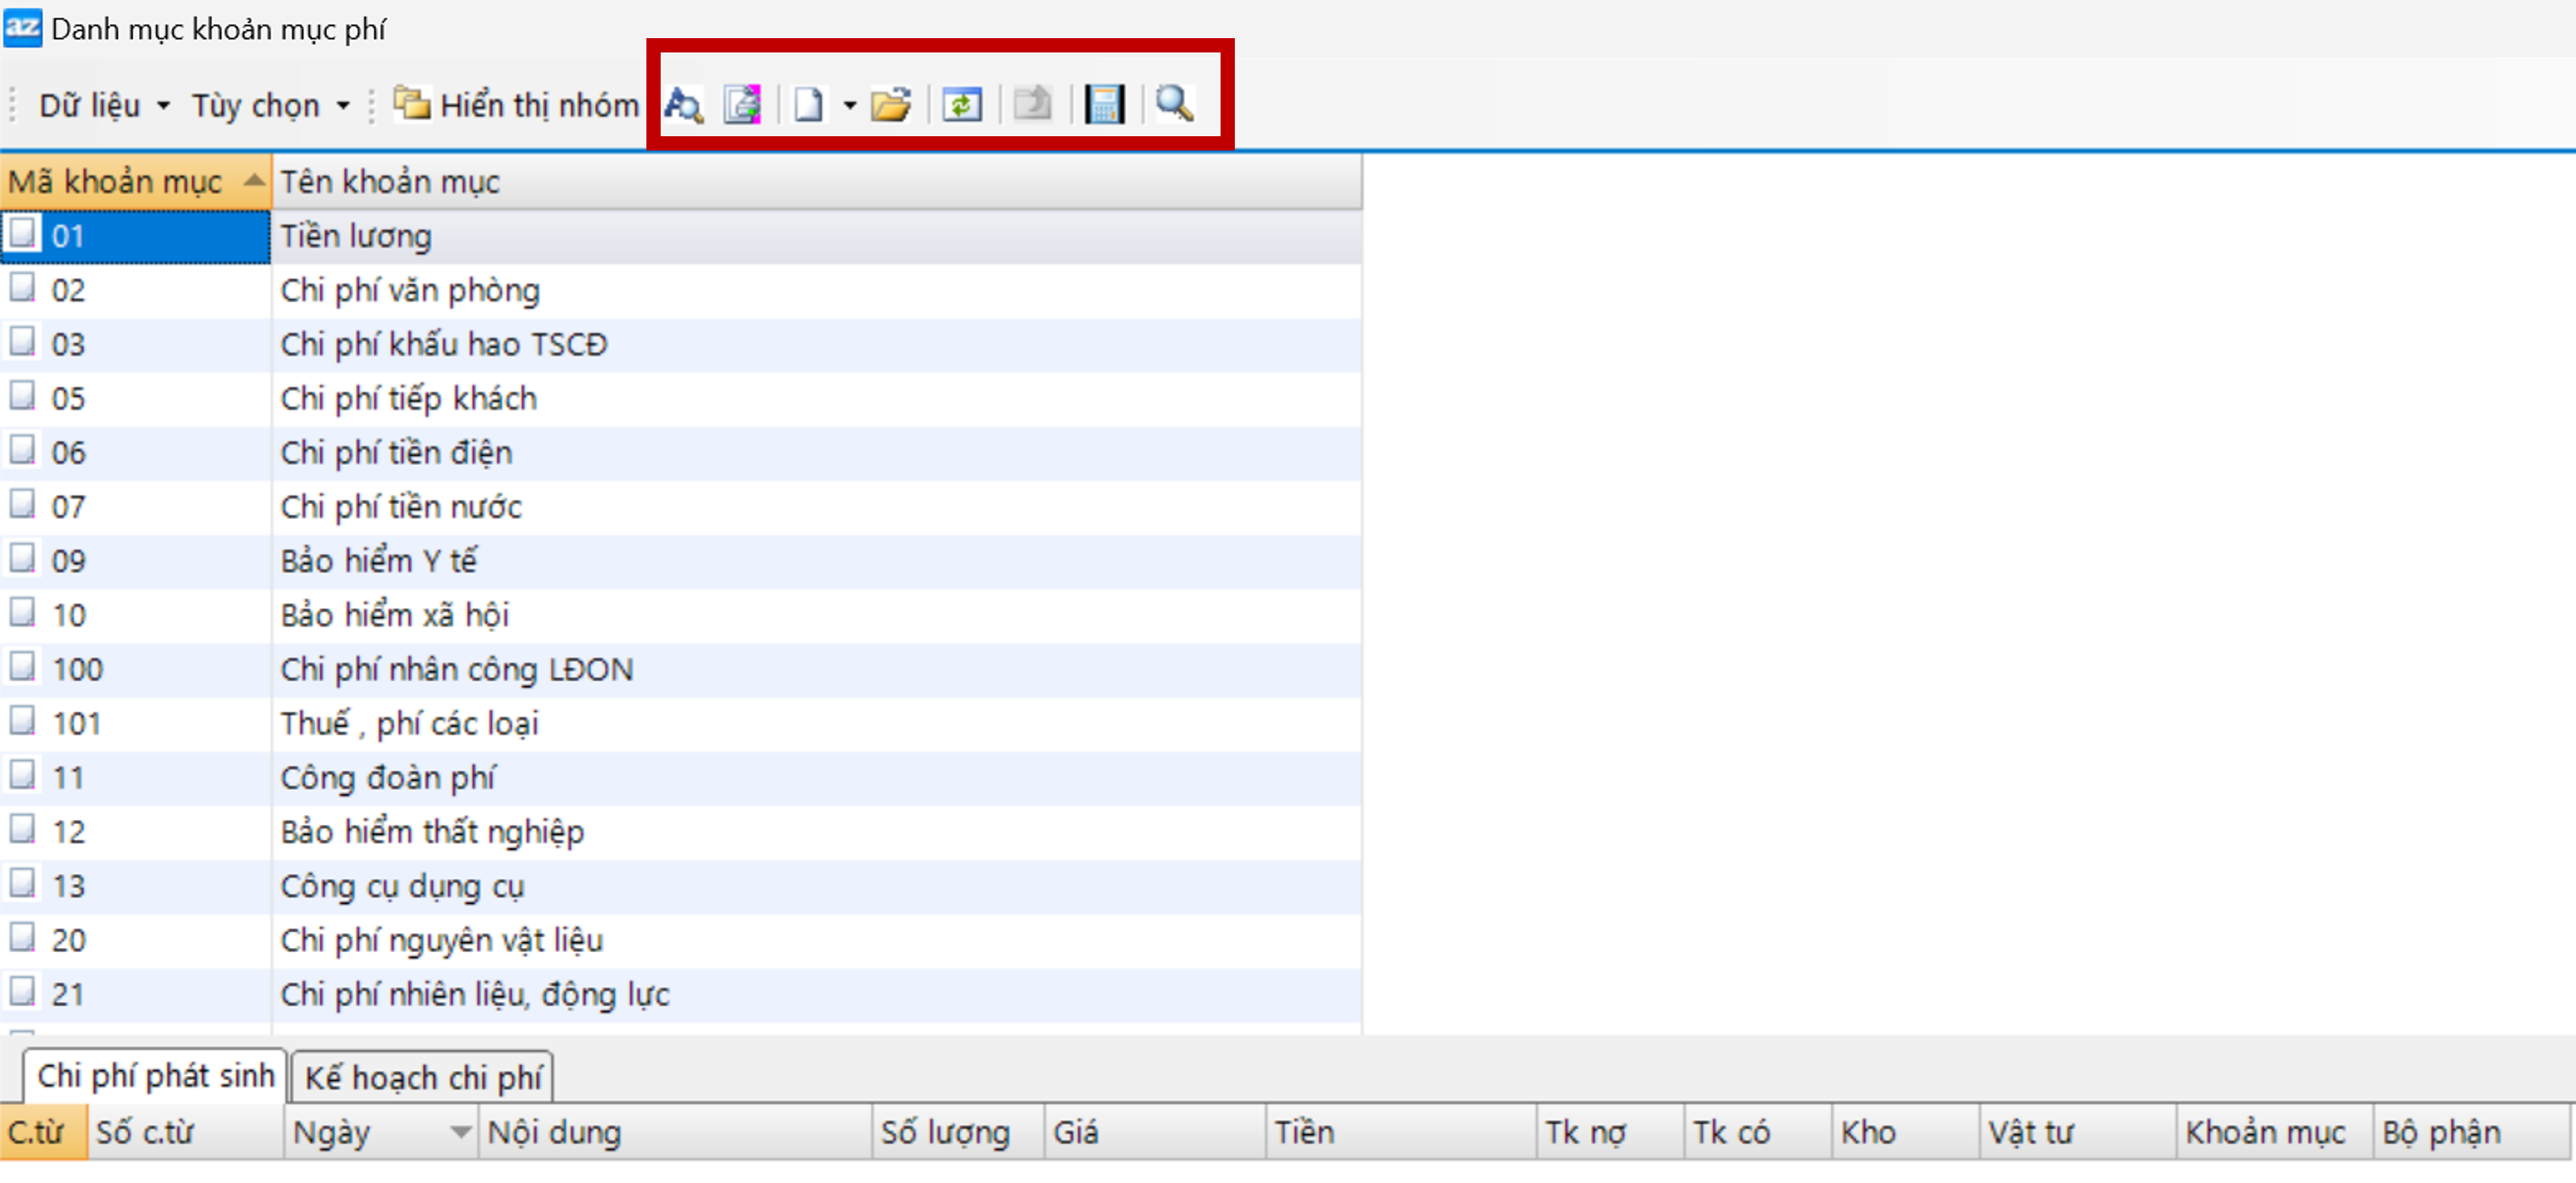 az Danh mục khoản mục phí
Dữ liệu Tùy chọn Hiển thị nhóm
Mã khoản mục Tên khoản mục
01 Tiền lương
02 Chi phí văn phòng
03 Chi phí khấu hao TSCĐ
05 Chi phí tiếp khách
06 Chi phí tiền điện
07 Chi phí tiền nước
09 Bảo hiểm Y tế
10 Bảo hiểm xã hội
100 Chi phí nhân công LĐON
101 Thuế , phí các loại
11 Công đoàn phí
12 Bảo hiểm thất nghiệp
13 Công cụ dụng cụ
20 Chi phí nguyên vật liệu
21 Chi phí nhiên liệu, động lực
Chi phí phát sinh Kế hoạch chi phí
C.từ Số c.từ Ngày Nội dung Số lượng Giá Tiền Tk nợ Tk có Kho Vật tư Khoản mục Bộ phận